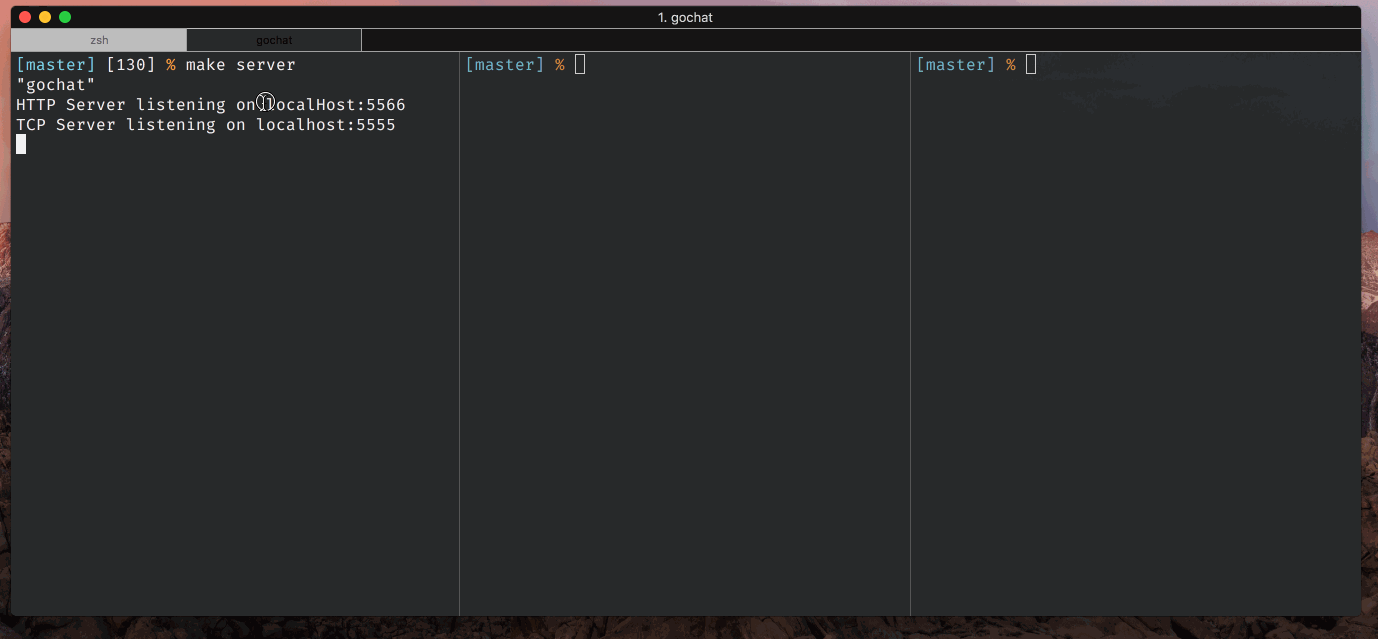 1. gochat
zsh
gochat
[master] [130] % make server
"gochat"
HTTP Server listening on localHost:5566
TCP Server listening on localhost:5555
[master] %
[master] %